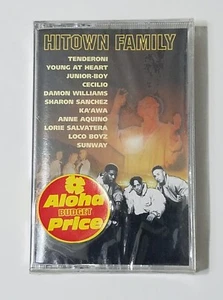 HITOWN FAMILY
TENDERONI
YOUNG AT HEART
JUNIOR-BOY
CECILIO
DAMON WILLIAMS
SHARON SANCHEZ
KA'AWA
ANNE AQUINO
LORIE SALVATERA
LOCO BOYZ
SUNWAY
Aloha
BUDGET
Price